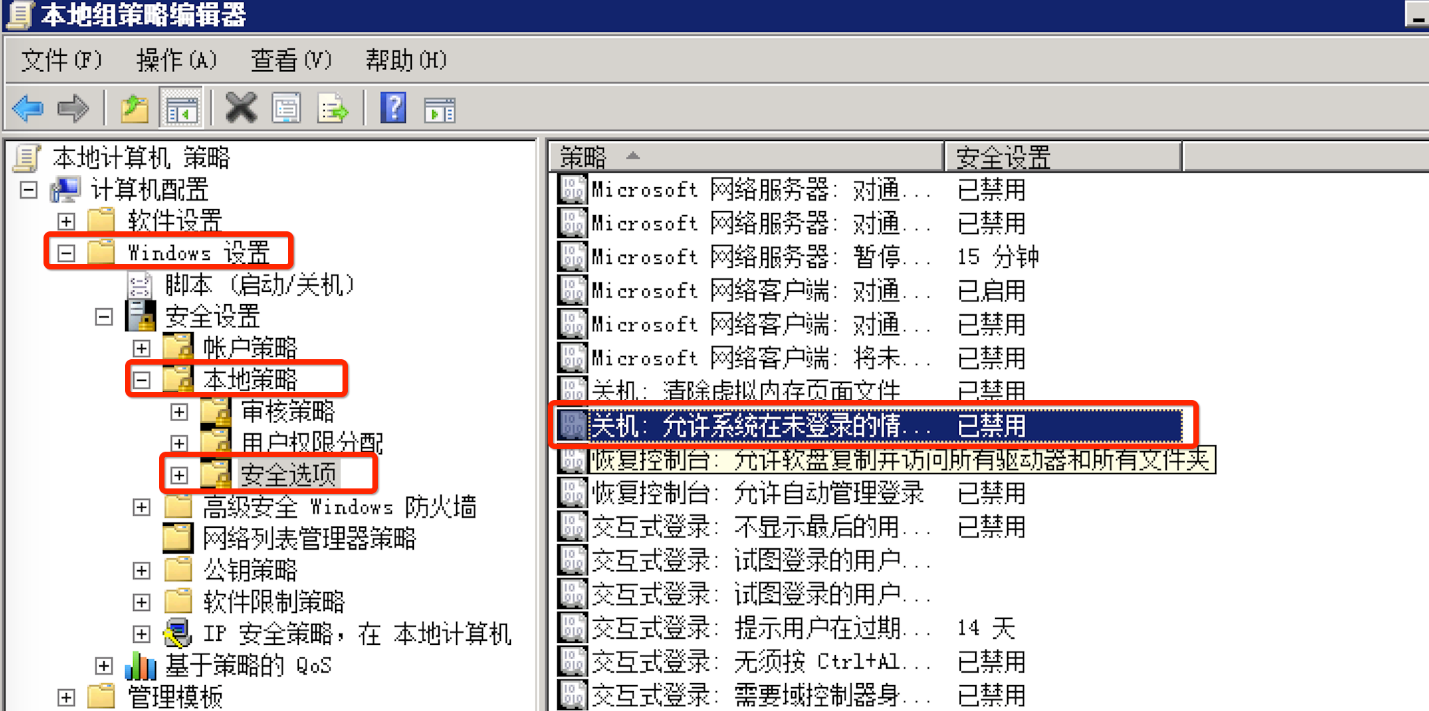 本地组策略编辑器
文件(F) 操作(A) 查看(V) 帮助(H)
本地计算机 策略
计算机配置
软件设置
Windows 设置
脚本 (启动/关机)
安全设置
帐户策略
本地策略
审核策略
用户权限分配
安全选项
高级安全 Windows 防火墙
网络列表管理器策略
公钥策略
软件限制策略
IP 安全策略，在 本地计算机
基于策略的 QoS
管理模板
策略 安全设置
Microsoft 网络服务器: 对通... 已禁用
Microsoft 网络服务器: 对通... 已禁用
Microsoft 网络服务器: 暂停... 15 分钟
Microsoft 网络客户端: 对通... 已启用
Microsoft 网络客户端: 对通... 已禁用
Microsoft 网络客户端: 将未... 已禁用
关机: 清除虚拟内存页面文件 已禁用
关机: 允许系统在未登录的情... 已禁用
恢复控制台: 允许软盘复制并访问所有驱动器和所有文件夹
恢复控制台: 允许自动管理登录 已禁用
交互式登录: 不显示最后的用... 已禁用
交互式登录: 试图登录的用户...
交互式登录: 试图登录的用户...
交互式登录: 提示用户在过期... 14 天
交互式登录: 无须按 Ctrl+Al... 已禁用
交互式登录: 需要域控制器身... 已禁用